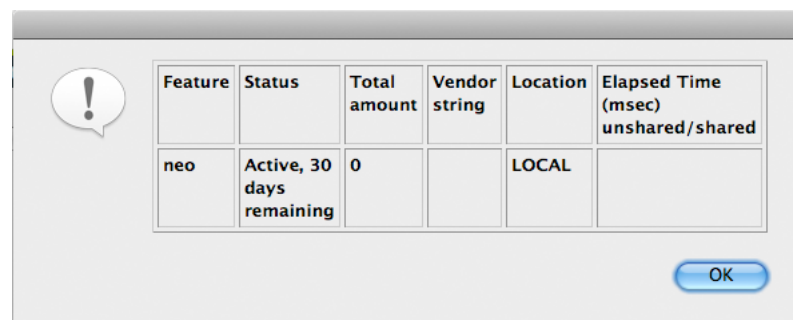 Feature Status Total amount Vendor string Location Elapsed Time (msec) unshared/shared
neo Active, 30 days remaining 0 LOCAL
OK